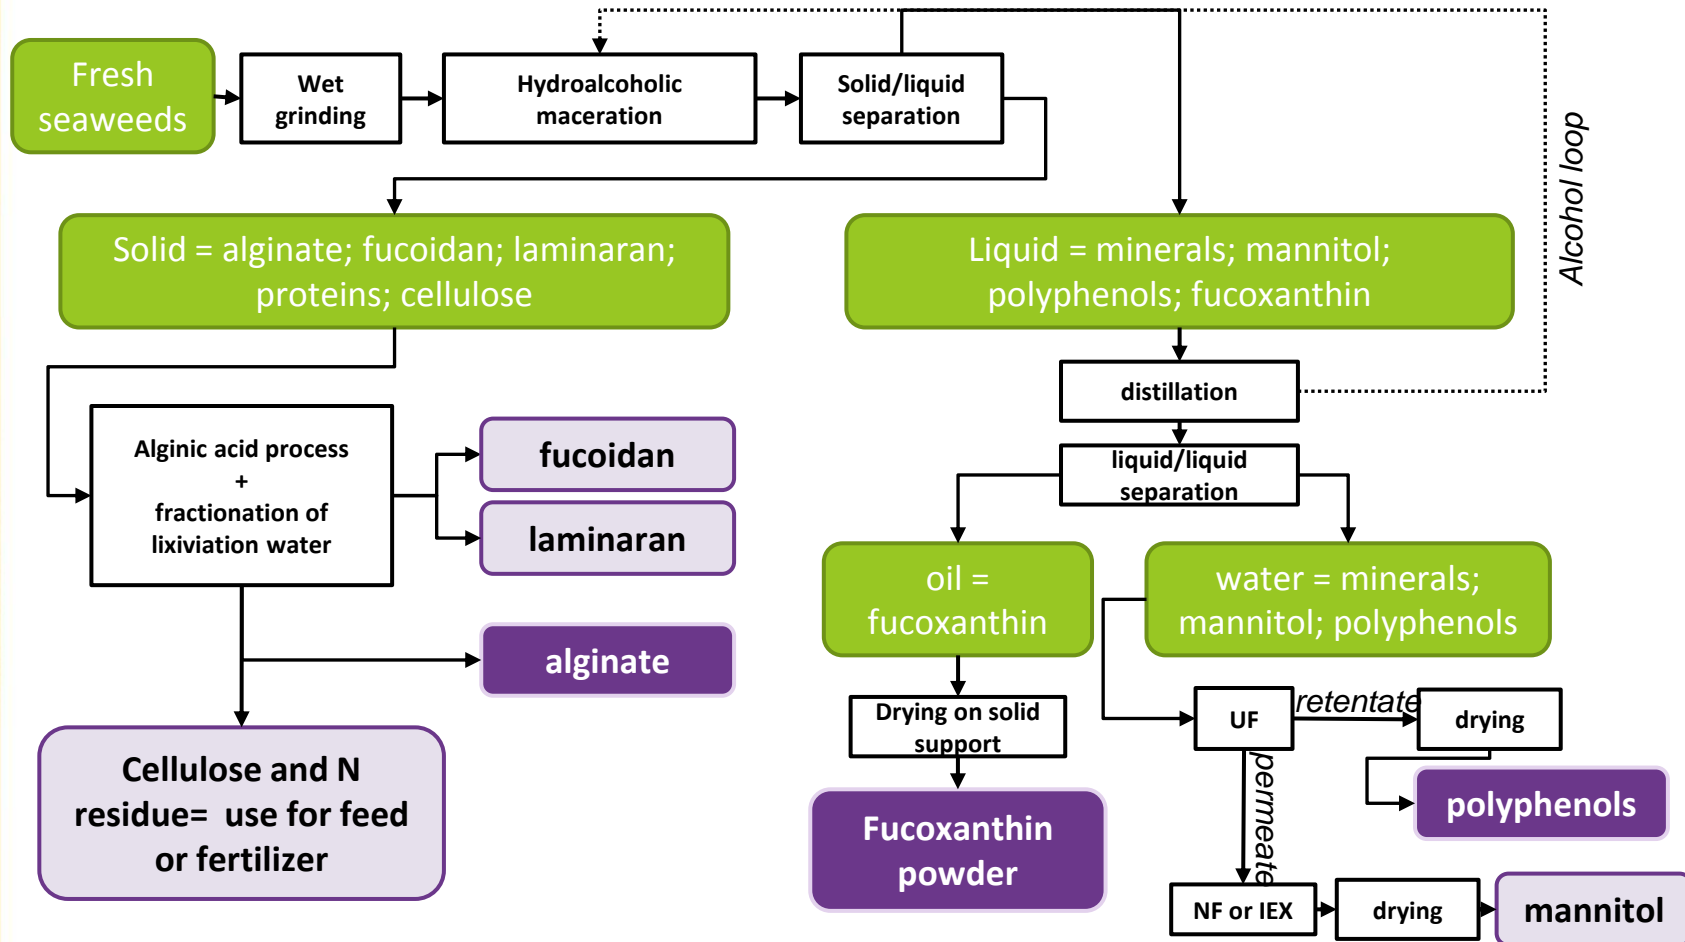 Fresh
seaweeds
Wet
grinding
Hydroalcoholic
maceration
Solid/liquid
separation
Alcohol loop
Solid = alginate; fucoidan; laminaran;
proteins; cellulose
Liquid = minerals; mannitol;
polyphenols; fucoxanthin
distillation
liquid/liquid
separation
Alginic acid process
+
fractionation of
lixiviation water
fucoidan
laminaran
alginate
Cellulose and N
residue= use for feed
or fertilizer
oil =
fucoxanthin
water = minerals;
mannitol; polyphenols
Drying on solid
support
Fucoxanthin
powder
UF
retentate
drying
polyphenols
permeate
NF or IEX
drying
mannitol